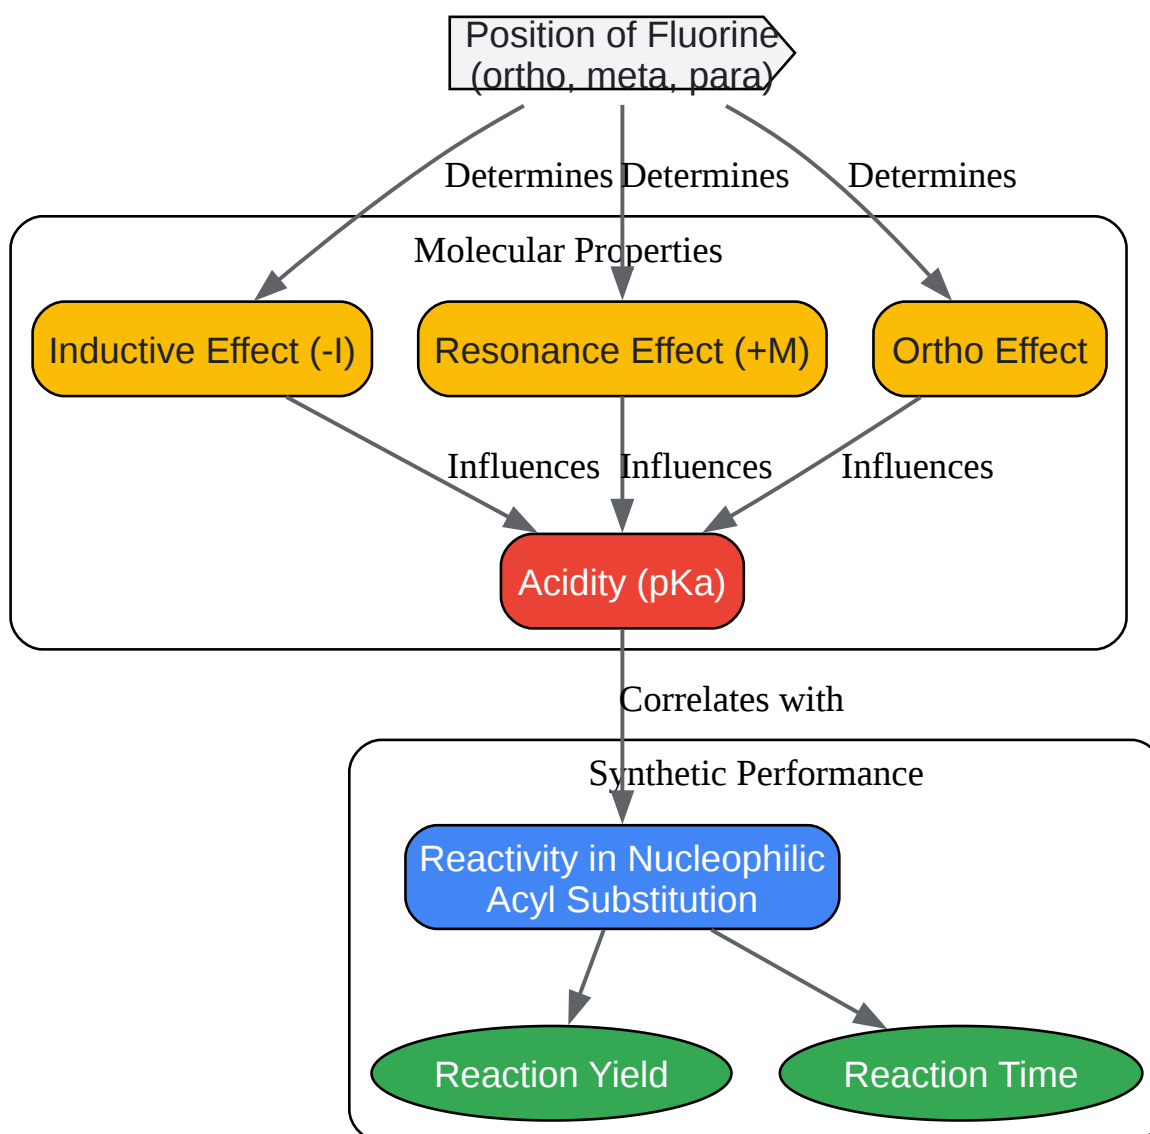 Position of Fluorine
(ortho, meta, para)
Determines Determines Determines
Molecular Properties
Inductive Effect (-I) Resonance Effect (+M) Ortho Effect
Influences Influences Influences
Acidity (pKa)
Correlates with
Synthetic Performance
Reactivity in Nucleophilic
Acyl Substitution
Reaction Yield Reaction Time